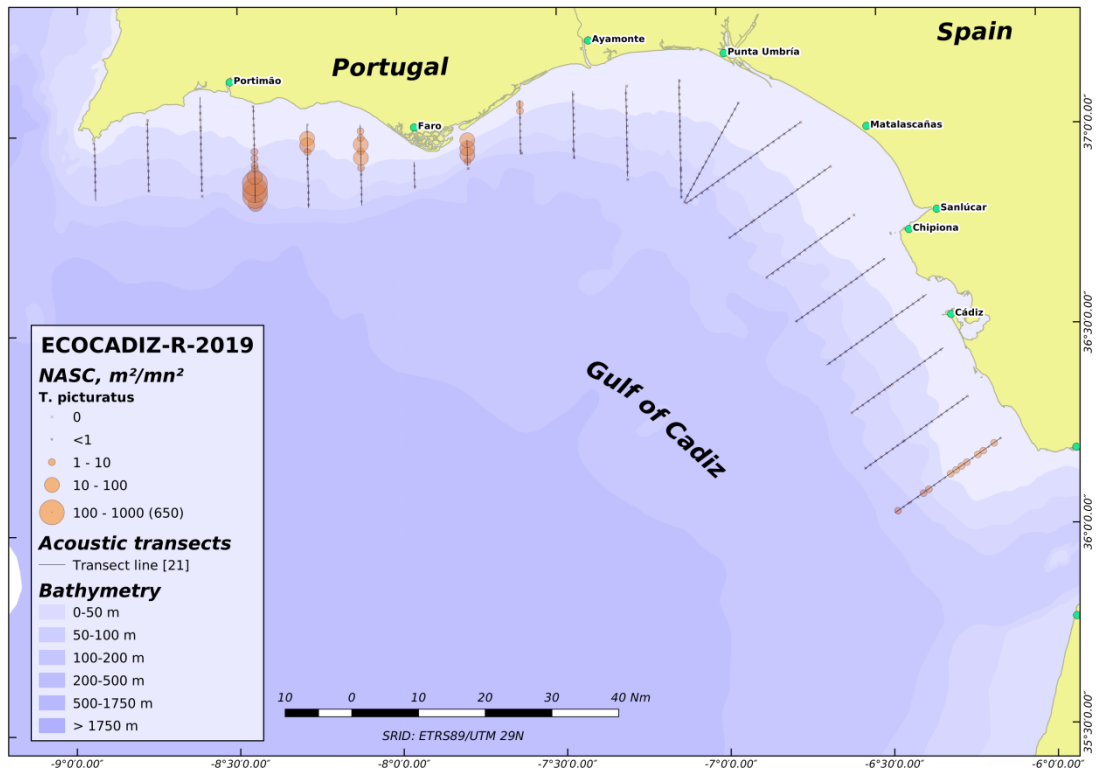 Spain
Portugal
Ayamonte
Punta Umbría
Portimão
Faro
Matalascañas
Sanlúcar
Chipiona
Cádiz
Gulf of Cadiz
ECOCADIZ-R-2019
NASC, m²/mn²
T. picturatus
0
<1
1 - 10
10 - 100
100 - 1000 (650)
Acoustic transects
Transect line [21]
Bathymetry
0-50 m
50-100 m
100-200 m
200-500 m
500-1750 m
> 1750 m
10 0 10 20 30 40 Nm
SRID: ETRS89/UTM 29N
37°0'0.00"
36°30'0.00"
36°0'0.00"
35°30'0.00"
-9°0'0.00" -8°30'0.00" -8°0'0.00" -7°30'0.00" -7°0'0.00" -6°30'0.00" -6°0'0.00"